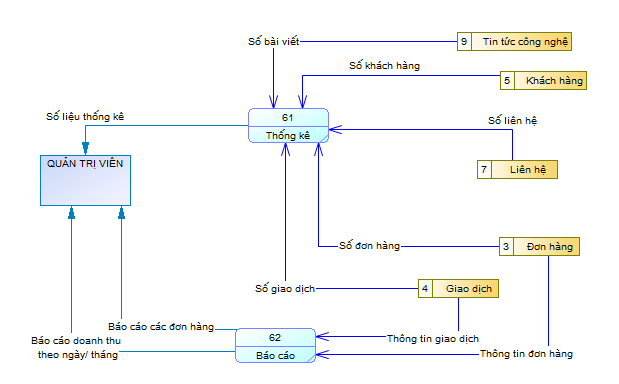 Số bài viết
9 Tin tức công nghệ
Số khách hàng
5 Khách hàng
Số liệu thống kê
61
Thống kê
Số liên hệ
QUẢN TRỊ VIÊN
7 Liên hệ
Số đơn hàng
3 Đơn hàng
Số giao dịch
4 Giao dịch
Báo cáo các đơn hàng
Báo cáo doanh thu
theo ngày/ tháng
62
Báo cáo
Thông tin giao dịch
Thông tin đơn hàng